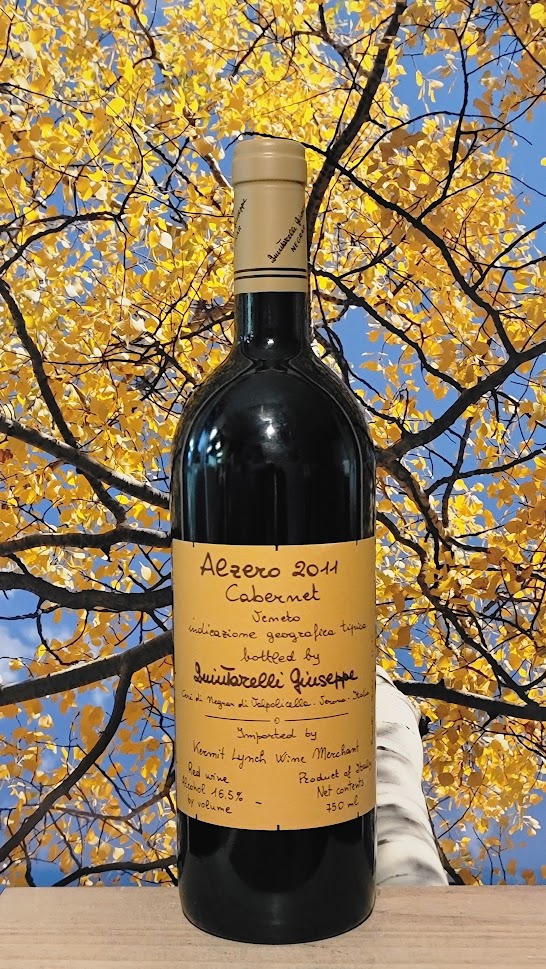 Quintarelli
Alzero 2011
Cabernet
Veneto
indicazione geografica tipica
bottled by
Quintarelli Giuseppe
Cerè di Negrar di Valpolicella - Verona - Italia
Imported by
Kermit Lynch Wine Merchant
Red wine
Alcohol 16.5%
by volume
Product of Italy
Net contents
750 ml